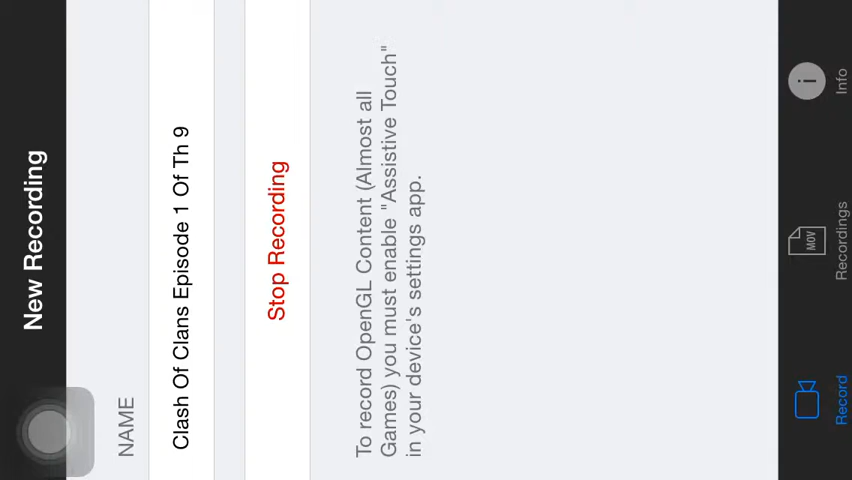 New Recording
NAME
Clash Of Clans Episode 1 Of Th 9
Stop Recording
To record OpenGL Content (Almost all
Games) you must enable "Assistive Touch"
in your device's settings app.
Record
MOV
Recordings
i
Info